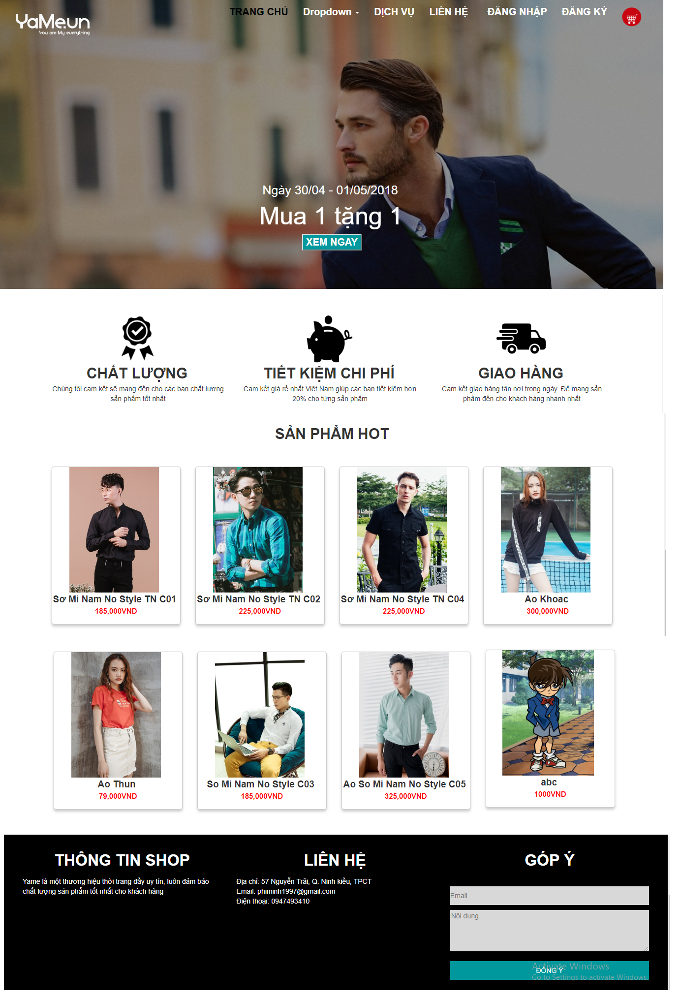 YaMe.vn
You are My everything
TRANG CHỦ Dropdown DỊCH VỤ LIÊN HỆ ĐĂNG NHẬP ĐĂNG KÝ
Ngày 30/04 - 01/05/2018
Mua 1 tặng 1
XEM NGAY
CHẤT LƯỢNG
Chúng tôi cam kết sẽ mang đến cho các bạn chất lượng
sản phẩm tốt nhất
TIẾT KIỆM CHI PHÍ
Cam kết giá rẻ nhất Việt Nam giúp các bạn tiết kiệm hơn
20% cho từng sản phẩm
GIAO HÀNG
Cam kết giao hàng tận nơi trong ngày. Để mang sản
phẩm đến cho khách hàng nhanh nhất
SẢN PHẨM HOT
Sơ Mi Nam No Style TN C01
185,000VND
Sơ Mi Nam No Style TN C02
225,000VND
Sơ Mi Nam No Style TN C04
225,000VND
Ao Khoac
300,000VND
Ao Thun
79,000VND
So Mi Nam No Style C03
185,000VND
Ao So Mi Nam No Style C05
325,000VND
abc
1000VND
THÔNG TIN SHOP
Yame là một thương hiệu thời trang đầy uy tín, luôn đảm bảo
chất lượng sản phẩm tốt nhất cho khách hàng
LIÊN HỆ
Địa chỉ: 57 Nguyễn Trãi, Q. Ninh kiều, TPCT
Email: phiminh1997@gmail.com
Điện thoại: 0947493410
GÓP Ý
Email
Nội dung
ĐỒNG Ý
Activate Windows
Go to Settings to activate Windows.